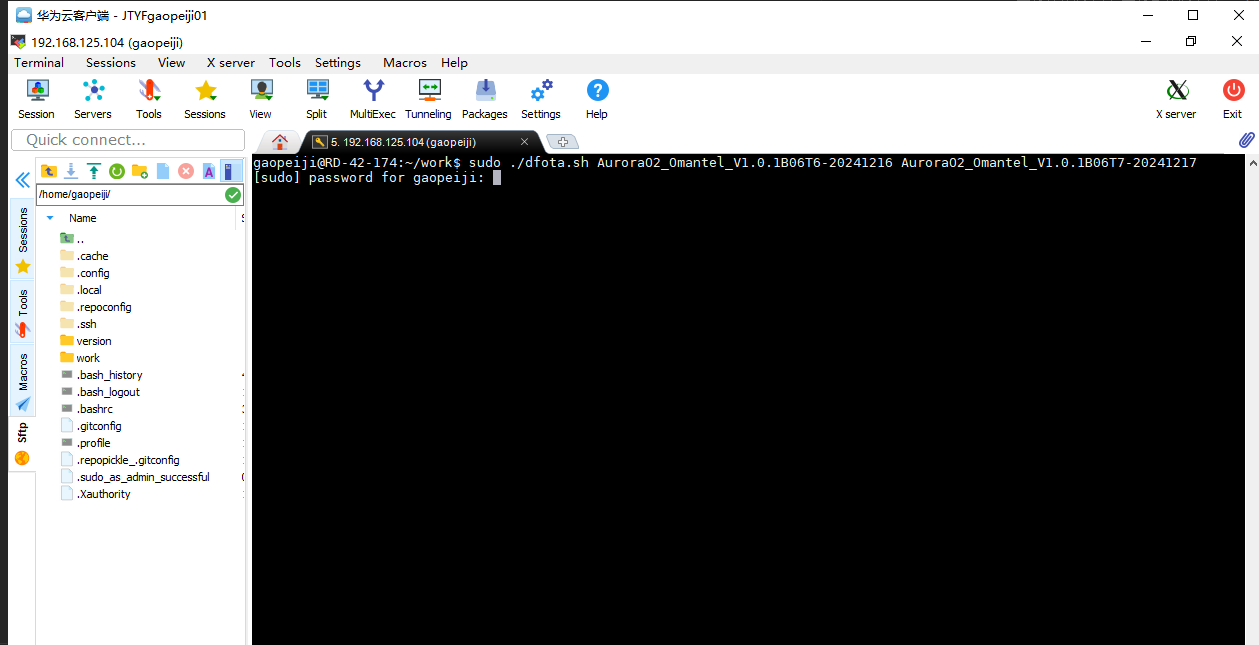 华为云客户端 - JTYFgaopeiji01
192.168.125.104 (gaopeiji)
Terminal Sessions View X server Tools Settings Macros Help
Session Servers Tools Sessions View Split MultiExec Tunneling Packages Settings Help X server Exit
Quick connect...
5. 192.168.125.104 (gaopeiji)
/home/gaopeiji/
Name
..
.cache
.config
.local
.repoconfig
.ssh
version
work
.bash_history
.bash_logout
.bashrc
.gitconfig
.profile
.repopickle_.gitconfig
.sudo_as_admin_successful
.Xauthority
Sessions
Tools
Macros
Sftp
gaopeiji@RD-42-174:~/work$ sudo ./dfota.sh AuroraO2_Omantel_V1.0.1B06T6-20241216 AuroraO2_Omantel_V1.0.1B06T7-20241217
[sudo] password for gaopeiji: